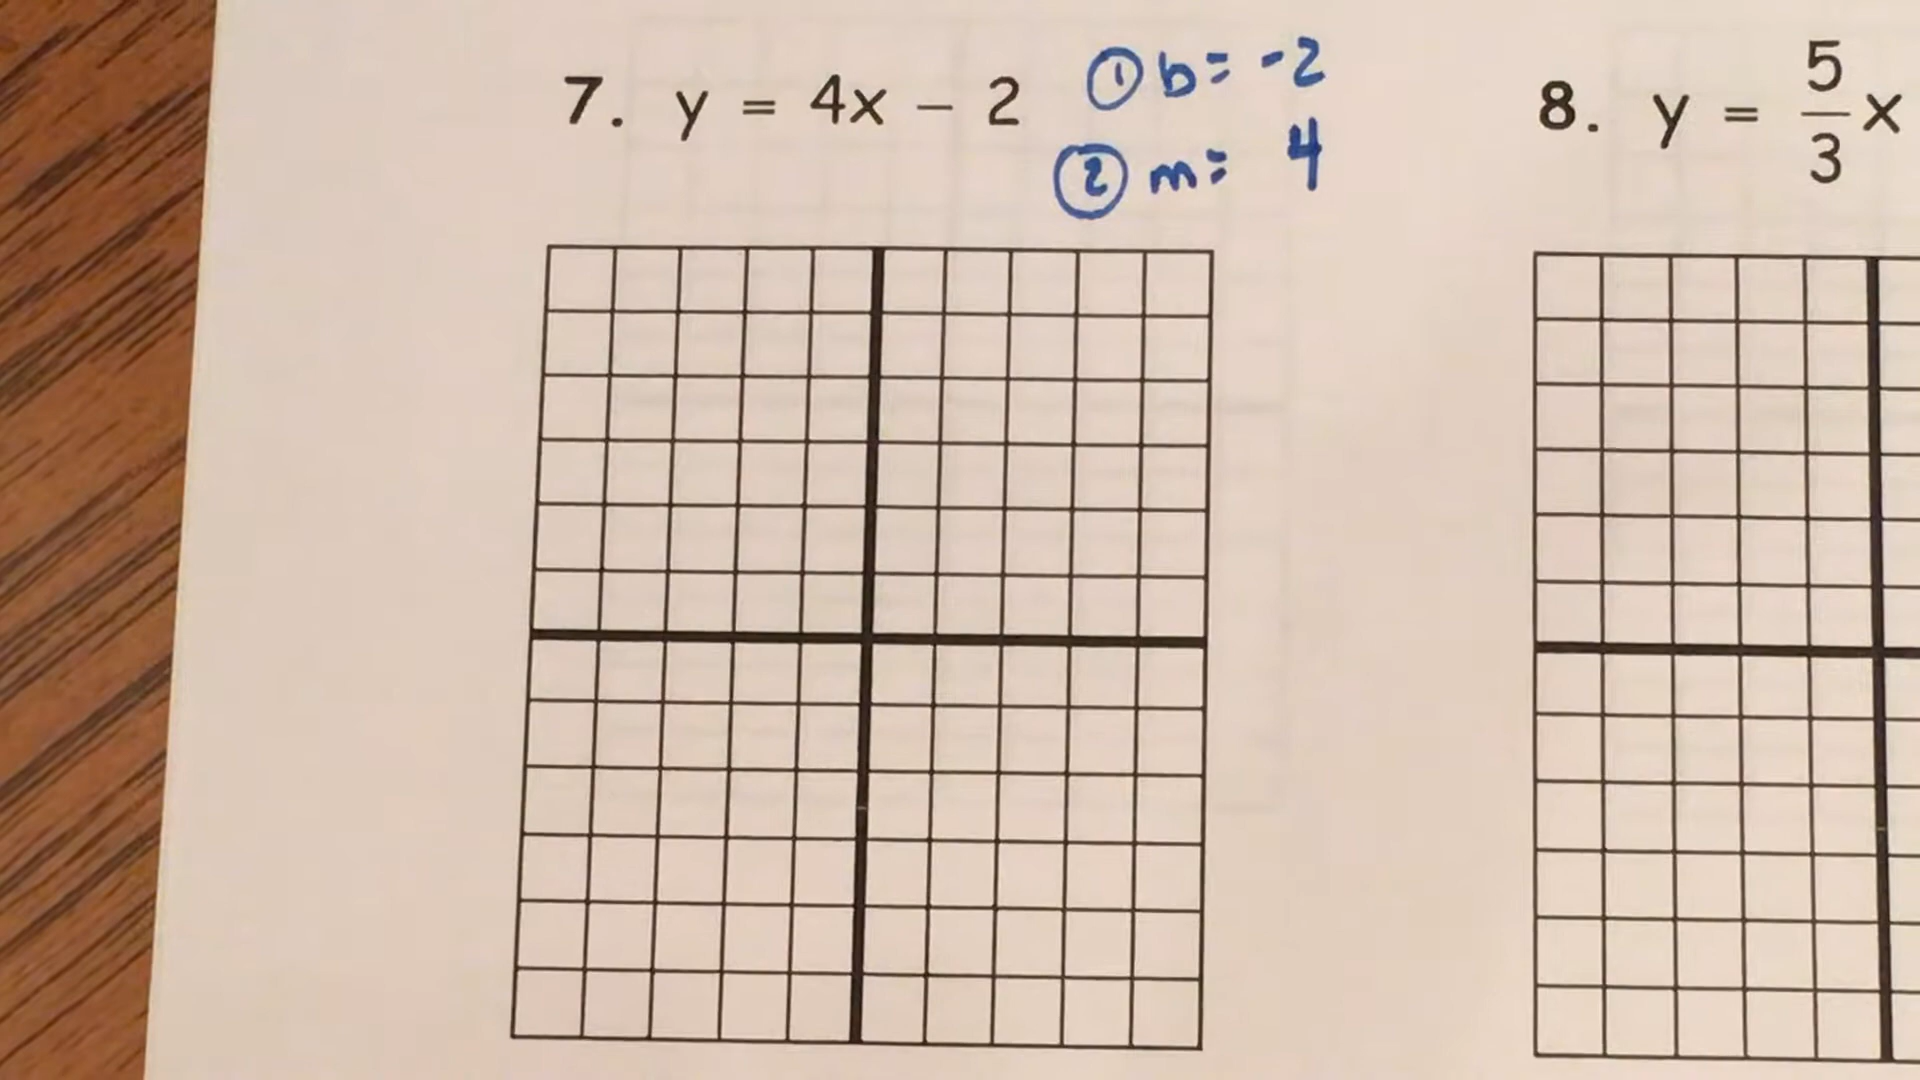 7. y = 4x – 2
① b = -2
② m = 4
8. y = 5/3 x